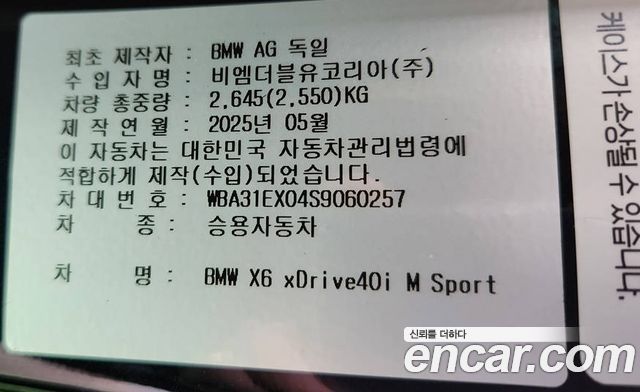 최초 제작자 : BMW AG 독일
수 입 자 명 : 비엠더블유코리아(주)
차량 총중량 : 2,645(2,550)KG
제 작 연 월 : 2025년 05월
이 자동차는 대한민국 자동차관리법령에
적합하게 제작(수입)되었습니다.
차 대 번 호 : WBA31EX04S9060257
차 종 : 승용자동차
차 명 : BMW X6 xDrive40i M Sport
케이스가 손상될 수 있습니다.
신뢰를 더하다
encar.com